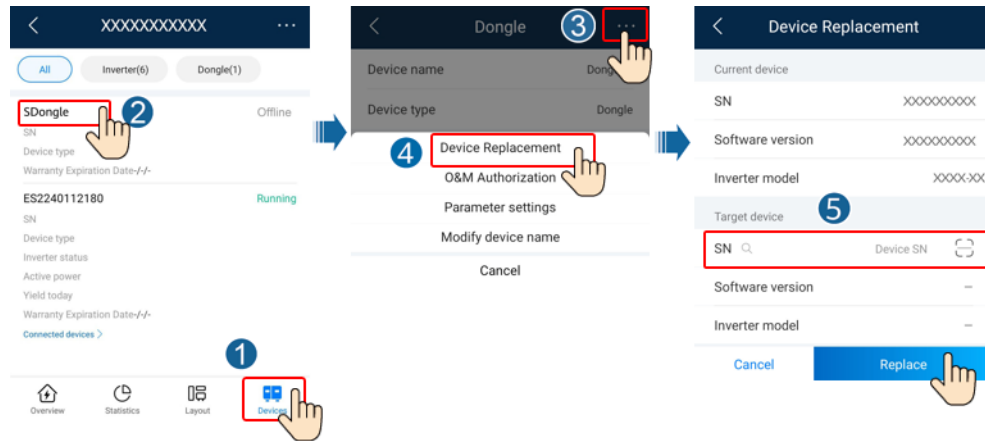 XXXXXXXXXXX ...
All Inverter(6) Dongle(1)
SDongle Offline
2
SN
Device type
Warranty Expiration Date-/-/-
ES2240112180 Running
SN
Device type
Inverter status
Active power
Yield today
Warranty Expiration Date-/-/-
Connected devices >
1
Overview Statistics Layout Devices
Dongle ...
3
Device name
Device type Dongle
4
Device Replacement
O&M Authorization
Parameter settings
Modify device name
Cancel
Device Replacement
Current device
SN XXXXXXXXX
Software version XXXXXXXXX
Inverter model XXXX-XX
Target device
5
SN Device SN
Software version –
Inverter model –
Cancel Replace